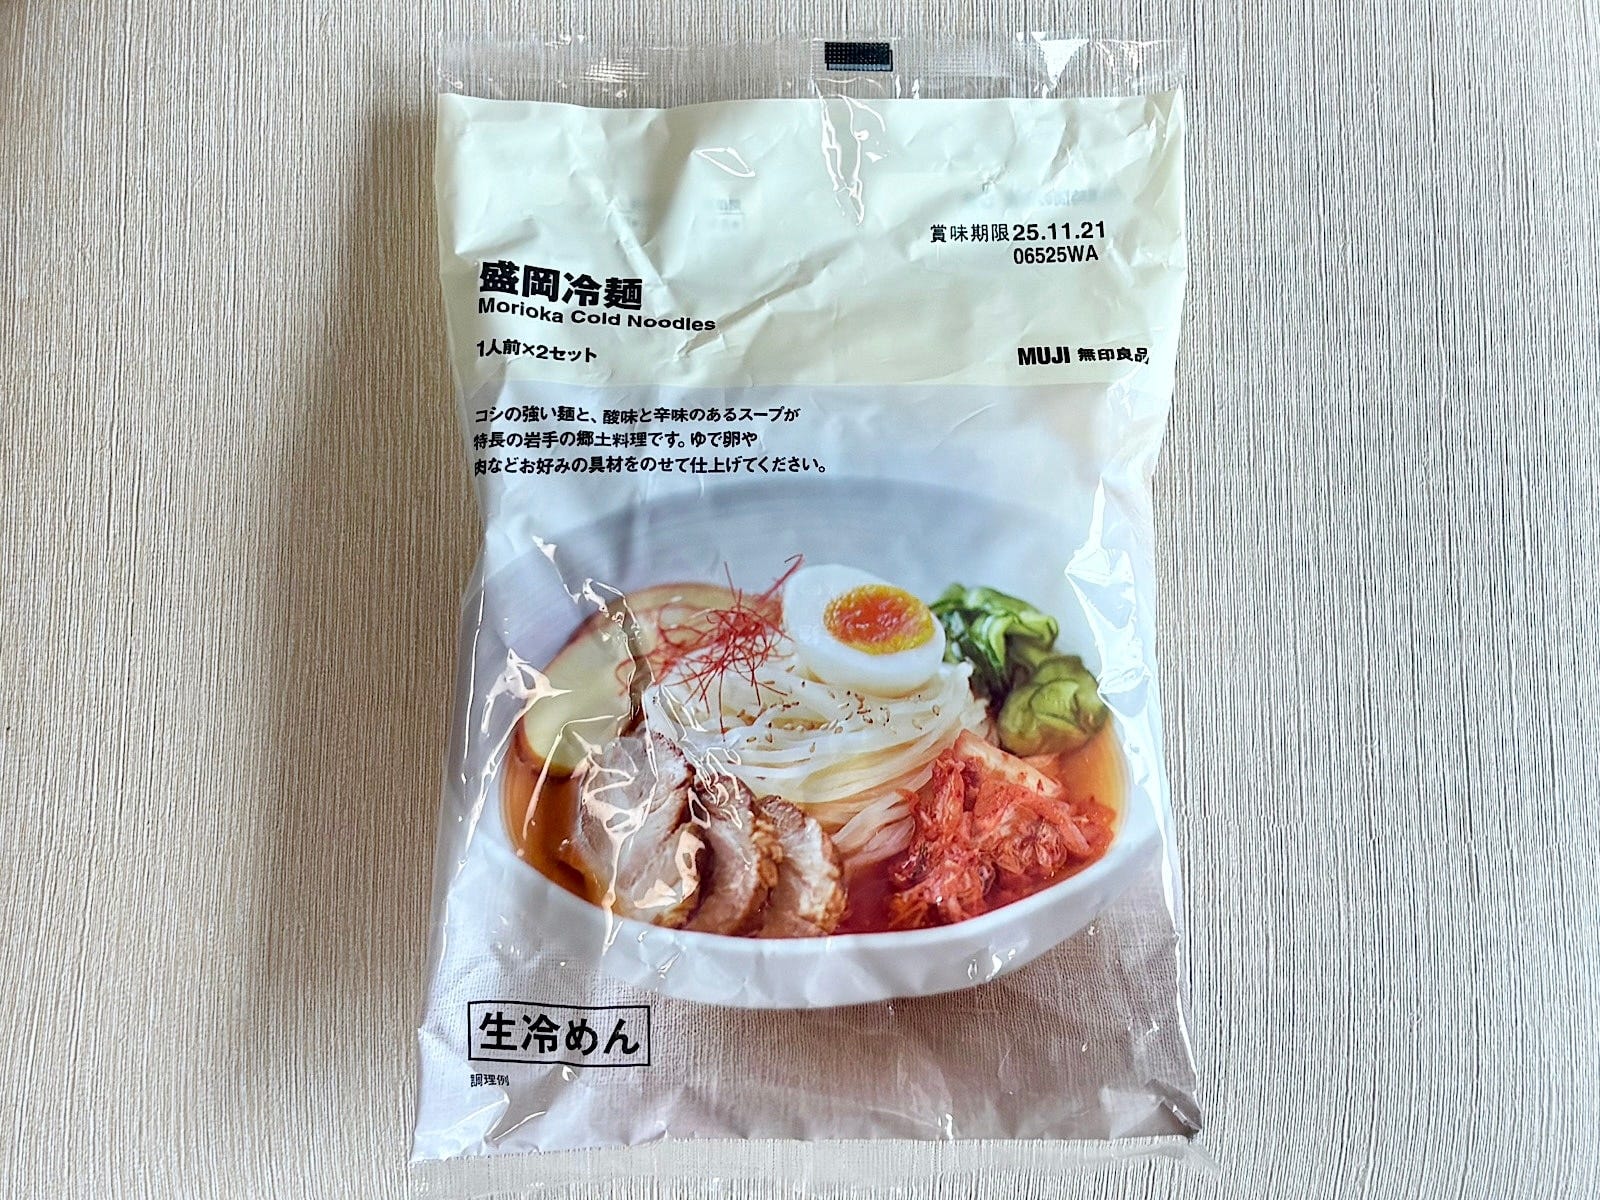 賞味期限25.11.21
06525WA
盛岡冷麺
Morioka Cold Noodles
1人前×2セット
MUJI 無印良品
コシの強い麺と、酸味と辛味のあるスープが
特長の岩手の郷土料理です。ゆで卵や
肉などお好みの具材をのせて仕上げてください。
生冷めん
調理例